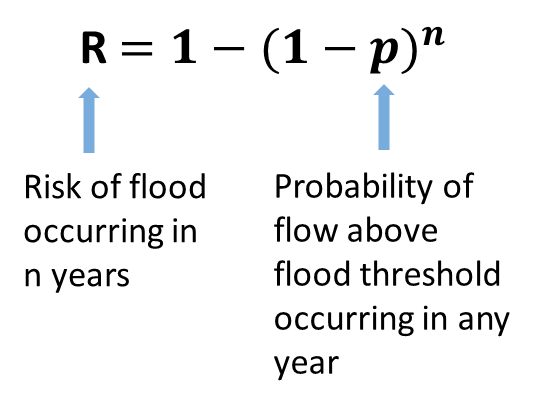 R = 1 − (1 − p)ⁿ
Risk of flood
occurring in
n years
Probability of
flow above
flood threshold
occurring in any
year